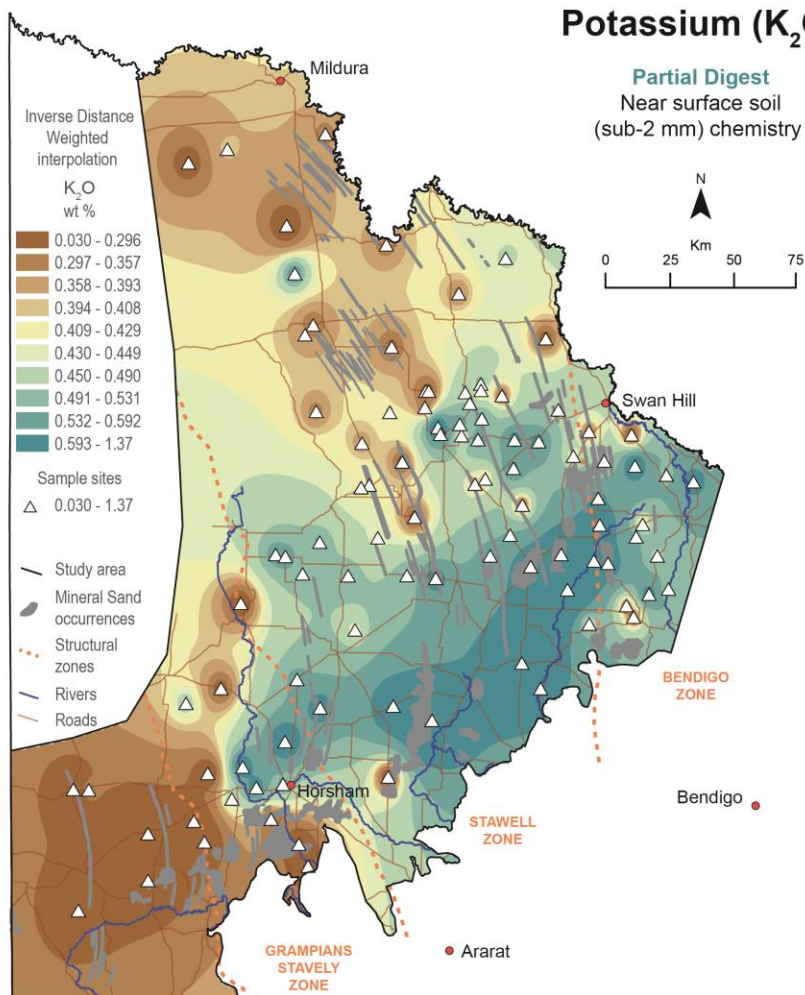 Potassium (K₂O
Partial Digest
Near surface soil
(sub-2 mm) chemistry
N
Km
0 25 50 75
Inverse Distance
Weighted
interpolation
K₂O
wt %
0.030 - 0.296
0.297 - 0.357
0.358 - 0.393
0.394 - 0.408
0.409 - 0.429
0.430 - 0.449
0.450 - 0.490
0.491 - 0.531
0.532 - 0.592
0.593 - 1.37
Sample sites
0.030 - 1.37
Study area
Mineral Sand
occurrences
Structural
zones
Rivers
Roads
Mildura
Swan Hill
BENDIGO
ZONE
Horsham
Bendigo
STAWELL
ZONE
GRAMPIANS
STAVELY
ZONE
Ararat